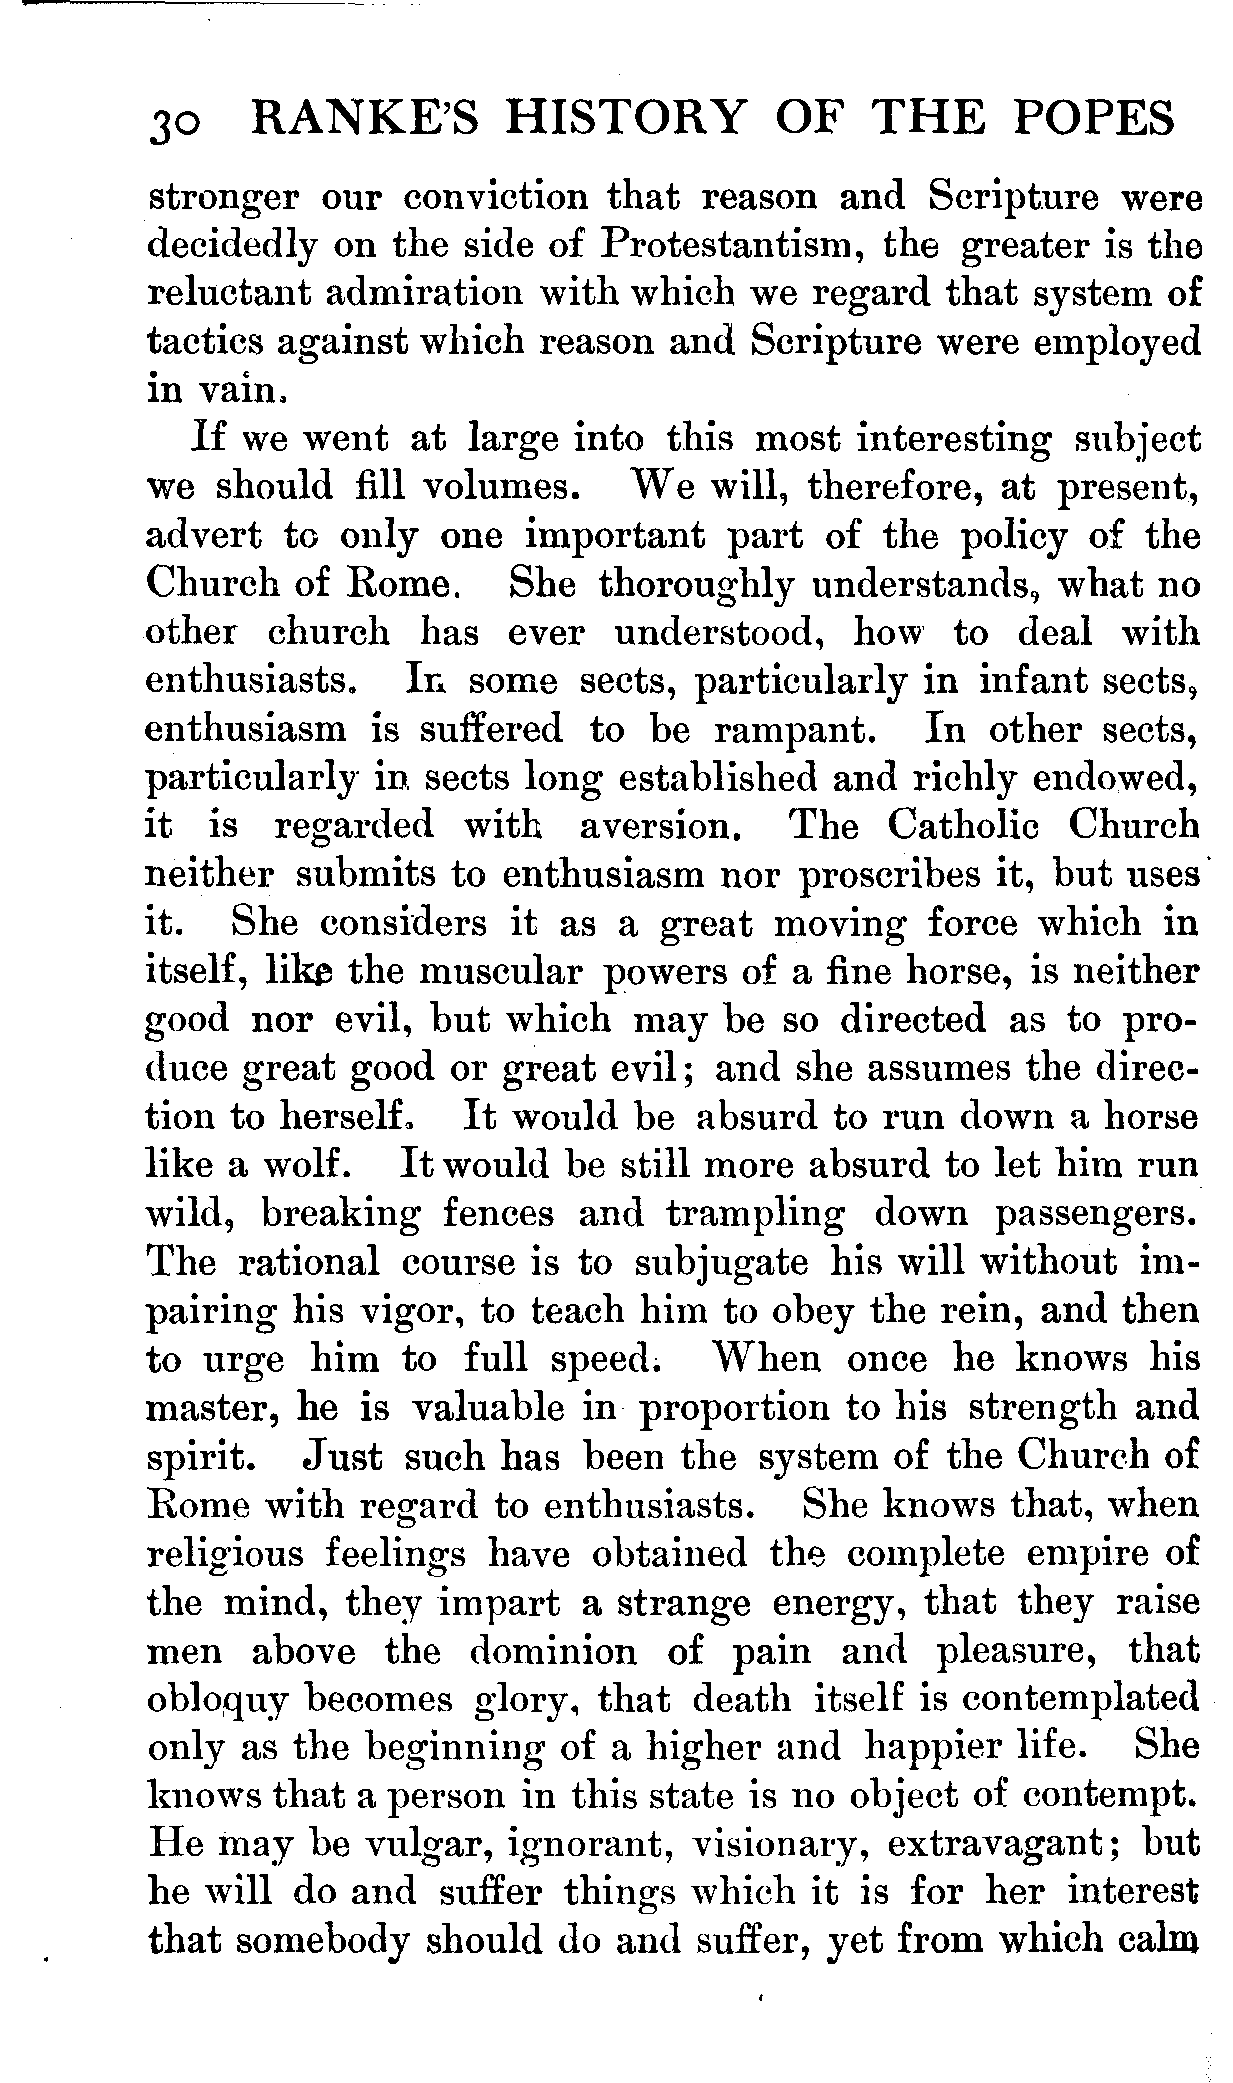 30 RANKE'S HISTORY OF THE POPES
stronger our conviction that reason and Scripture were
decidedly on the side of Protestantism, the greater is the
reluctant admiration with which we regard that system of
tactics against which reason and Scripture were employed
in vain.
If we went at large into this most interesting subject
we should fill volumes. We will, therefore, at present,
advert to only one important part of the policy of the
Church of Rome. She thoroughly understands, what no
other church has ever understood, how to deal with
enthusiasts. In some sects, particularly in infant sects,
enthusiasm is suffered to be rampant. In other sects,
particularly in sects long established and richly endowed,
it is regarded with aversion. The Catholic Church
neither submits to enthusiasm nor proscribes it, but uses
it. She considers it as a great moving force which in
itself, like the muscular powers of a fine horse, is neither
good nor evil, but which may be so directed as to pro-
duce great good or great evil; and she assumes the direc-
tion to herself. It would be absurd to run down a horse
like a wolf. It would be still more absurd to let him run
wild, breaking fences and trampling down passengers.
The rational course is to subjugate his will without im-
pairing his vigor, to teach him to obey the rein, and then
to urge him to full speed. When once he knows his
master, he is valuable in proportion to his strength and
spirit. Just such has been the system of the Church of
Rome with regard to enthusiasts. She knows that, when
religious feelings have obtained the complete empire of
the mind, they impart a strange energy, that they raise
men above the dominion of pain and pleasure, that
obloquy becomes glory, that death itself is contemplated
only as the beginning of a higher and happier life. She
knows that a person in this state is no object of contempt.
He may be vulgar, ignorant, visionary, extravagant; but
he will do and suffer things which it is for her interest
that somebody should do and suffer, yet from which calm